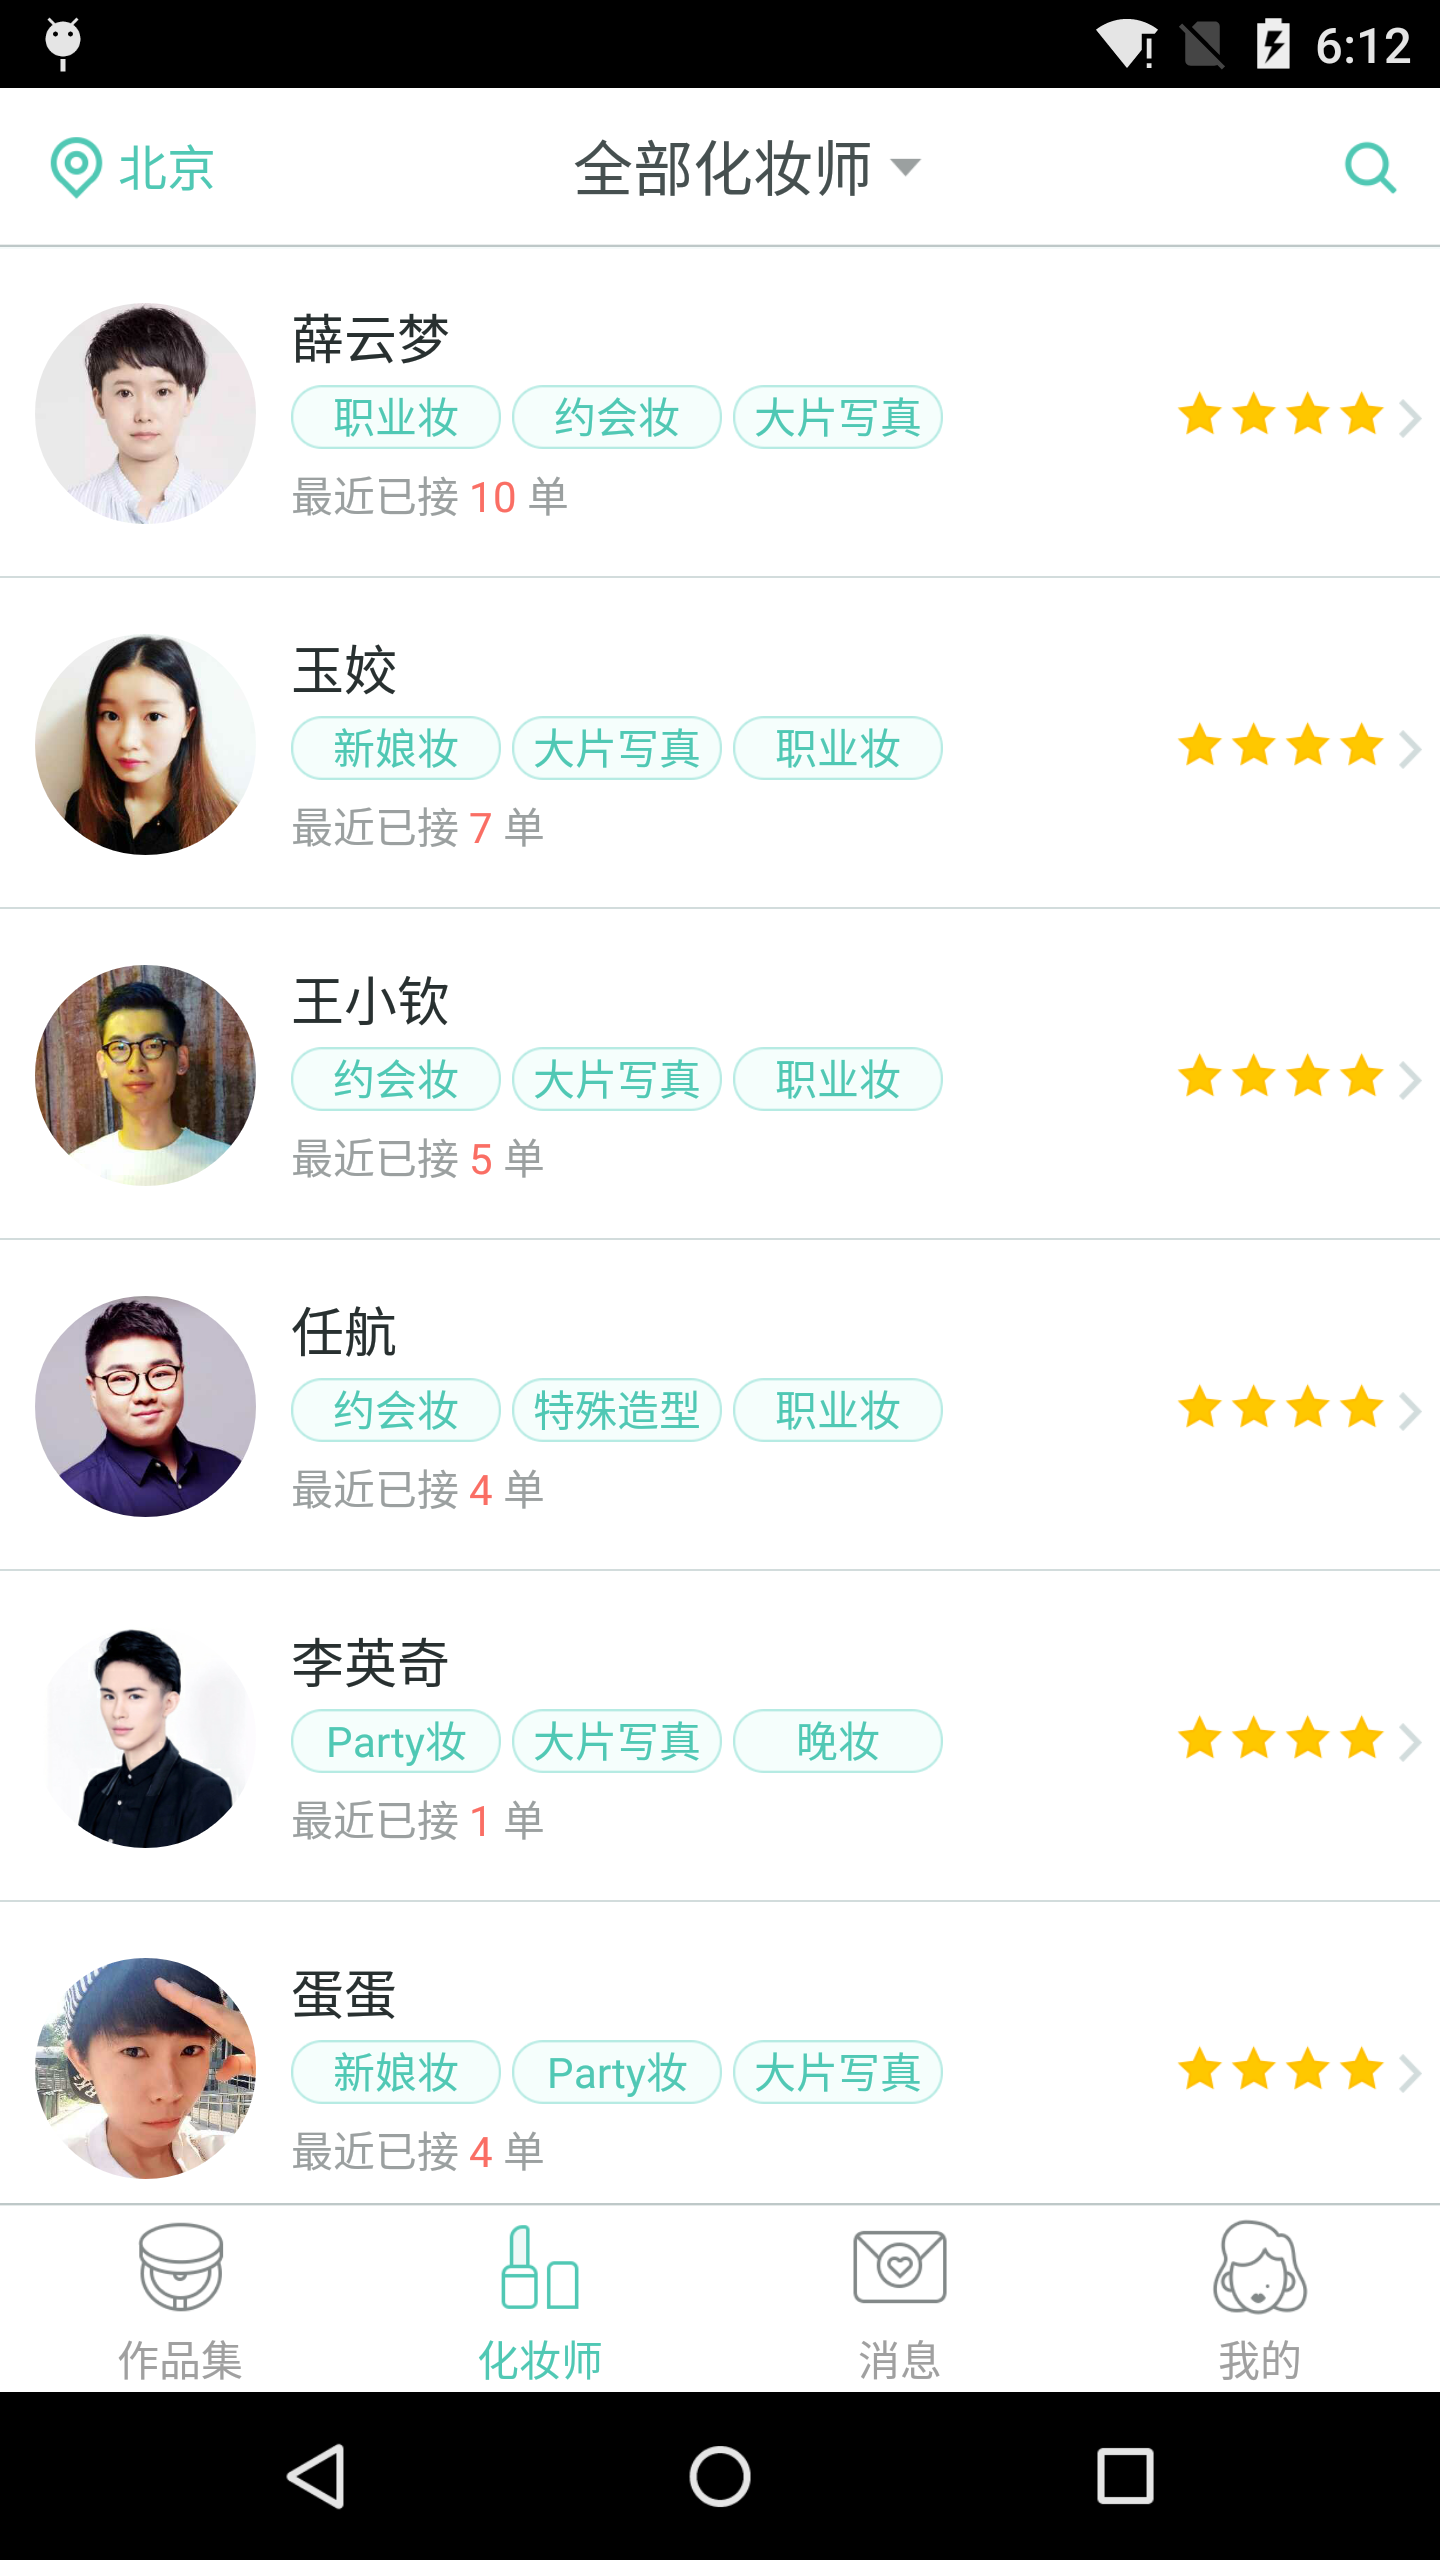 6:12
北京
全部化妆师
薛云梦
职业妆 约会妆 大片写真
最近已接 10 单
玉姣
新娘妆 大片写真 职业妆
最近已接 7 单
王小钦
约会妆 大片写真 职业妆
最近已接 5 单
任航
约会妆 特殊造型 职业妆
最近已接 4 单
李英奇
Party妆 大片写真 晚妆
最近已接 1 单
蛋蛋
新娘妆 Party妆 大片写真
最近已接 4 单
作品集 化妆师 消息 我的